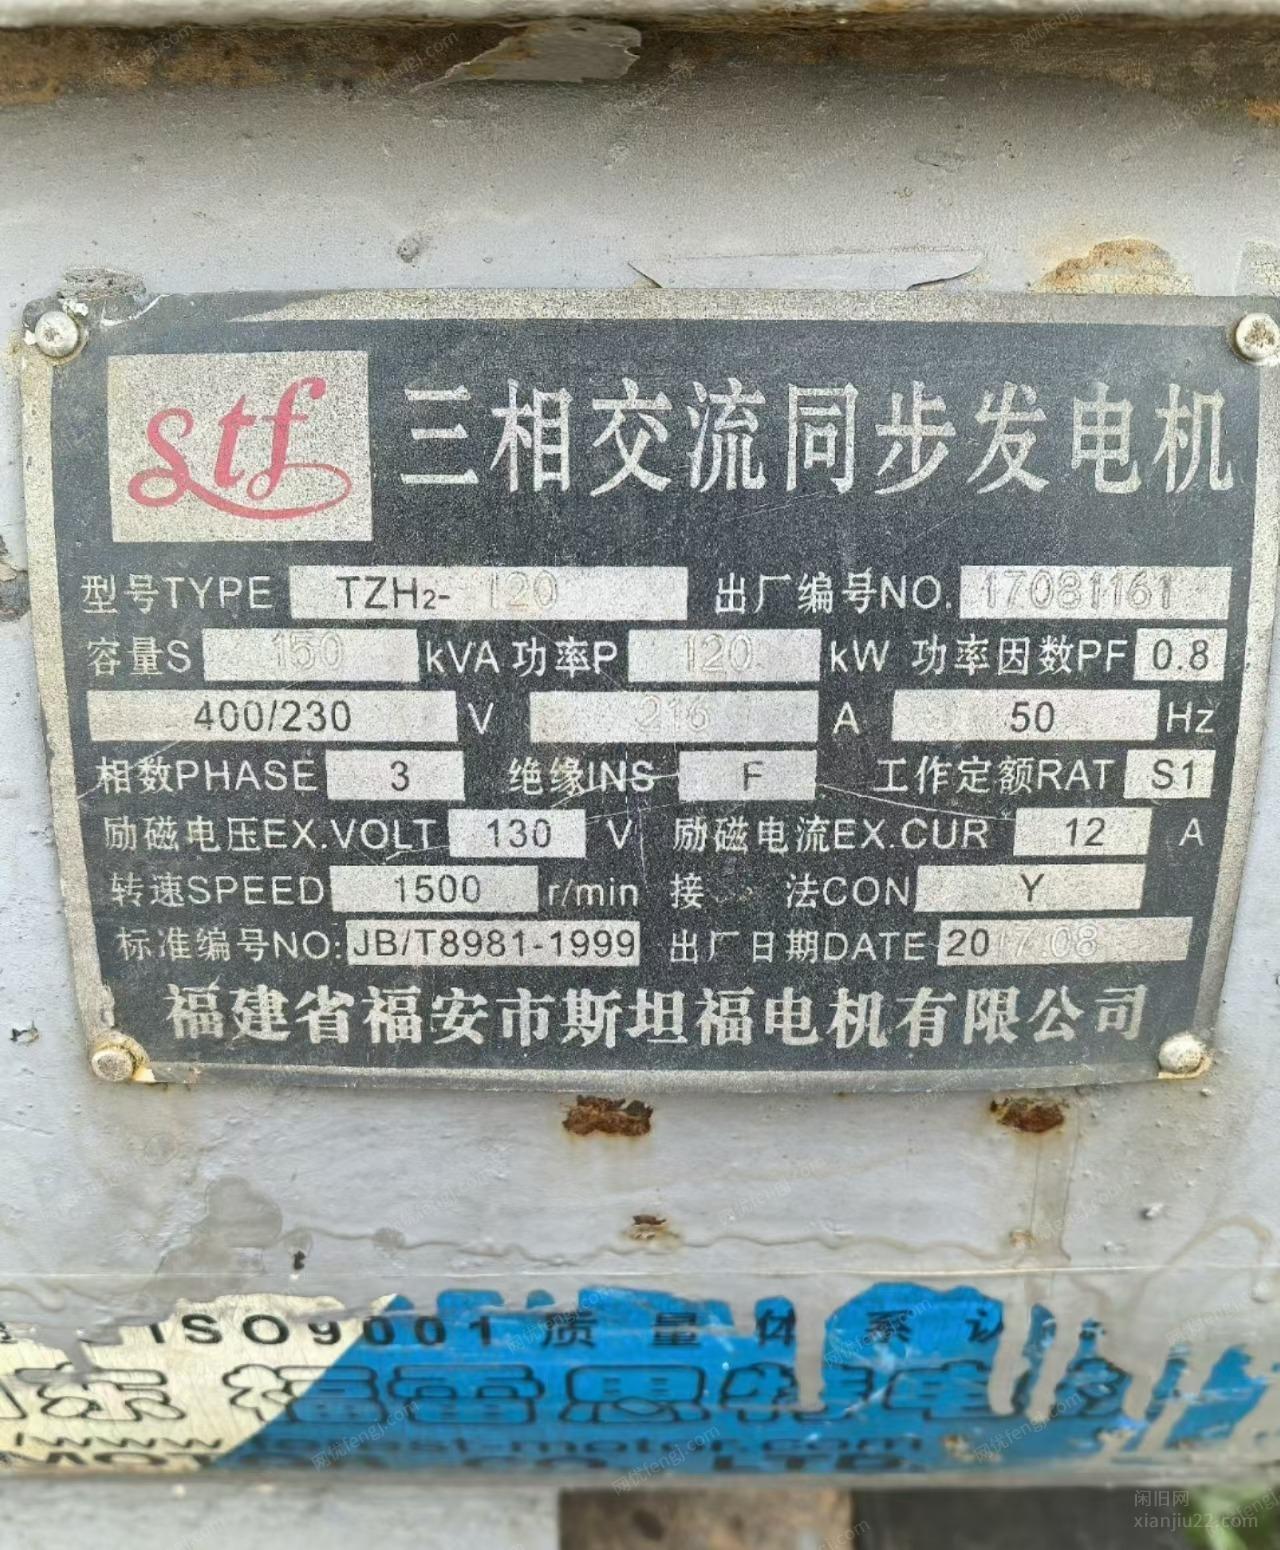 stf 三相交流同步发电机
型号TYPE TZH2-120 出厂编号NO. 17081161
容量S 150 kVA 功率P 120 kW 功率因数PF 0.8
400/230 V 216 A 50 Hz
相数PHASE 3 绝缘INS F 工作定额RAT S1
励磁电压EX.VOLT 130 V 励磁电流EX.CUR 12 A
转速SPEED 1500 r/min 接 法CON Y
标准编号NO: JB/T8981-1999 出厂日期DATE 2017.08
福建省福安市斯坦福电机有限公司
ISO9001质量体系
闲旧网
xianjiu22.com